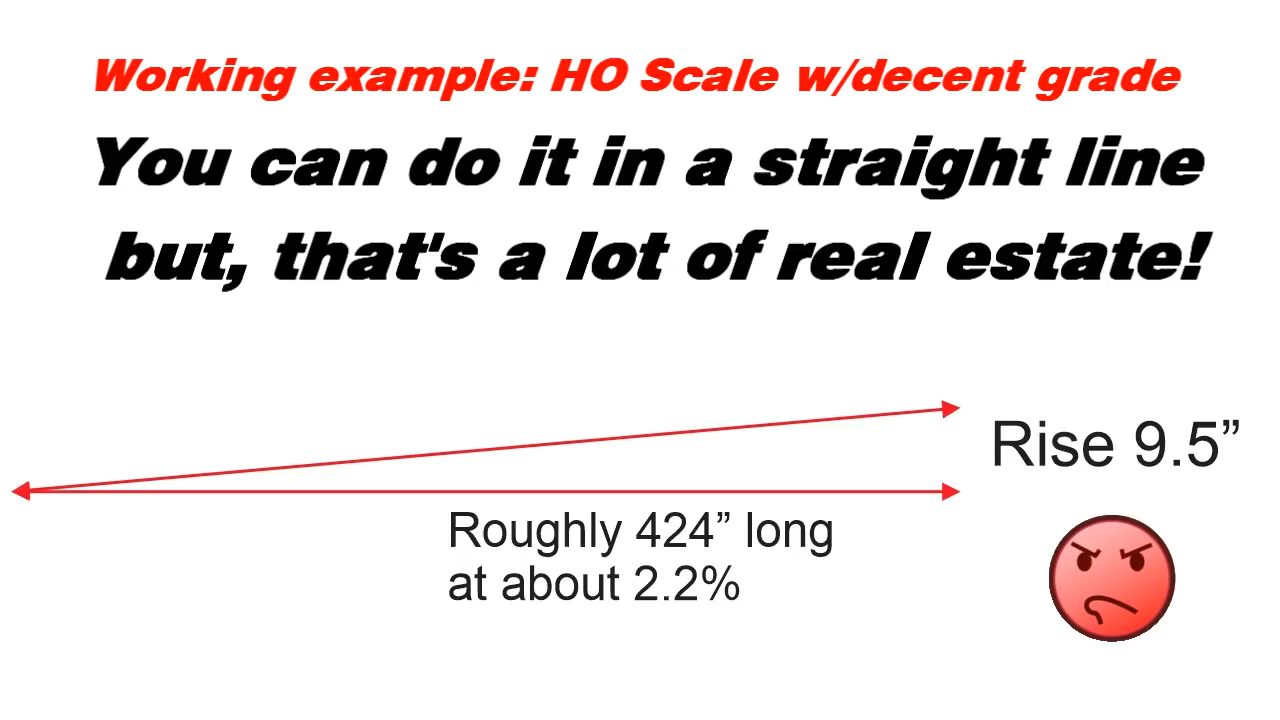 Working example: HO Scale w/decent grade
You can do it in a straight line
but, that's a lot of real estate!
Rise 9.5”
Roughly 424” long
at about 2.2%